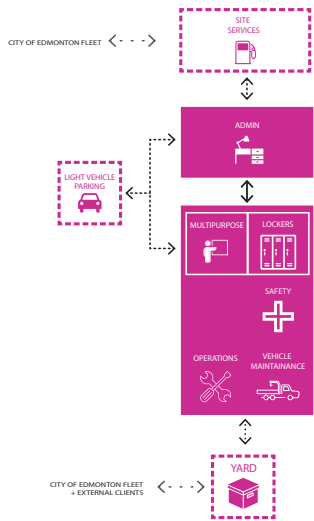 SITE
SERVICES
CITY OF EDMONTON FLEET
ADMIN
LIGHT VEHICLE
PARKING
MULTIPURPOSE
LOCKERS
SAFETY
OPERATIONS
VEHICLE
MAINTAINANCE
YARD
CITY OF EDMONTON FLEET
+ EXTERNAL CLIENTS